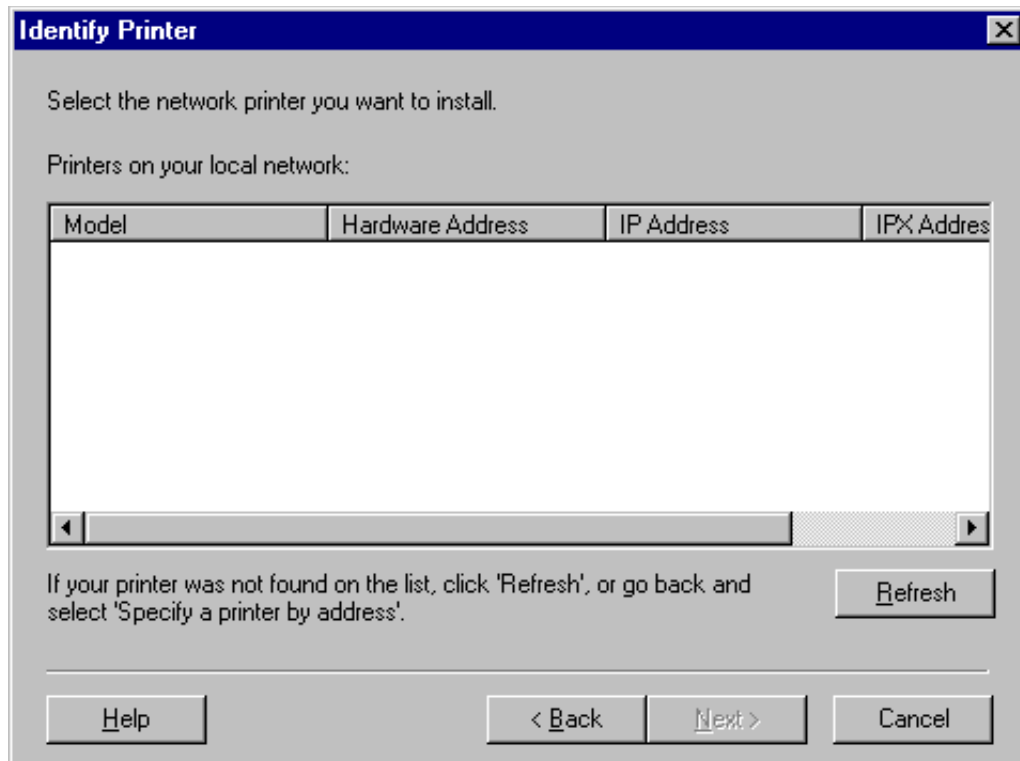 Identify Printer
Select the network printer you want to install.
Printers on your local network:
Model Hardware Address IP Address IPX Addres
If your printer was not found on the list, click 'Refresh', or go back and
select 'Specify a printer by address'.
Refresh
Help < Back Next > Cancel